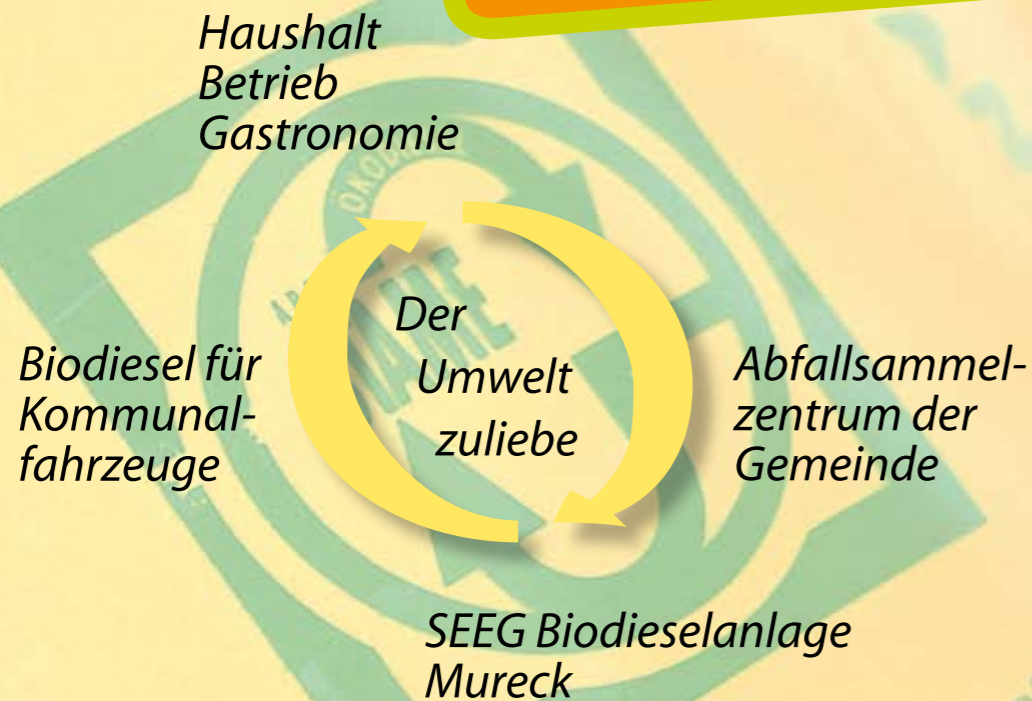 Haushalt
Betrieb
Gastronomie
Der
Umwelt
zuliebe
Biodiesel für
Kommunal-
fahrzeuge
Abfallsammel-
zentrum der
Gemeinde
SEEG Biodieselanlage
Mureck